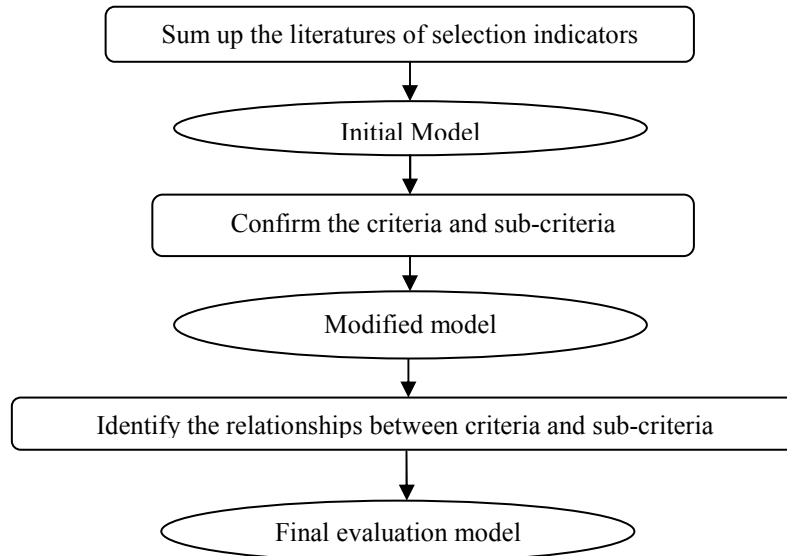 Sum up the literatures of selection indicators
Initial Model
Confirm the criteria and sub-criteria
Modified model
Identify the relationships between criteria and sub-criteria
Final evaluation model